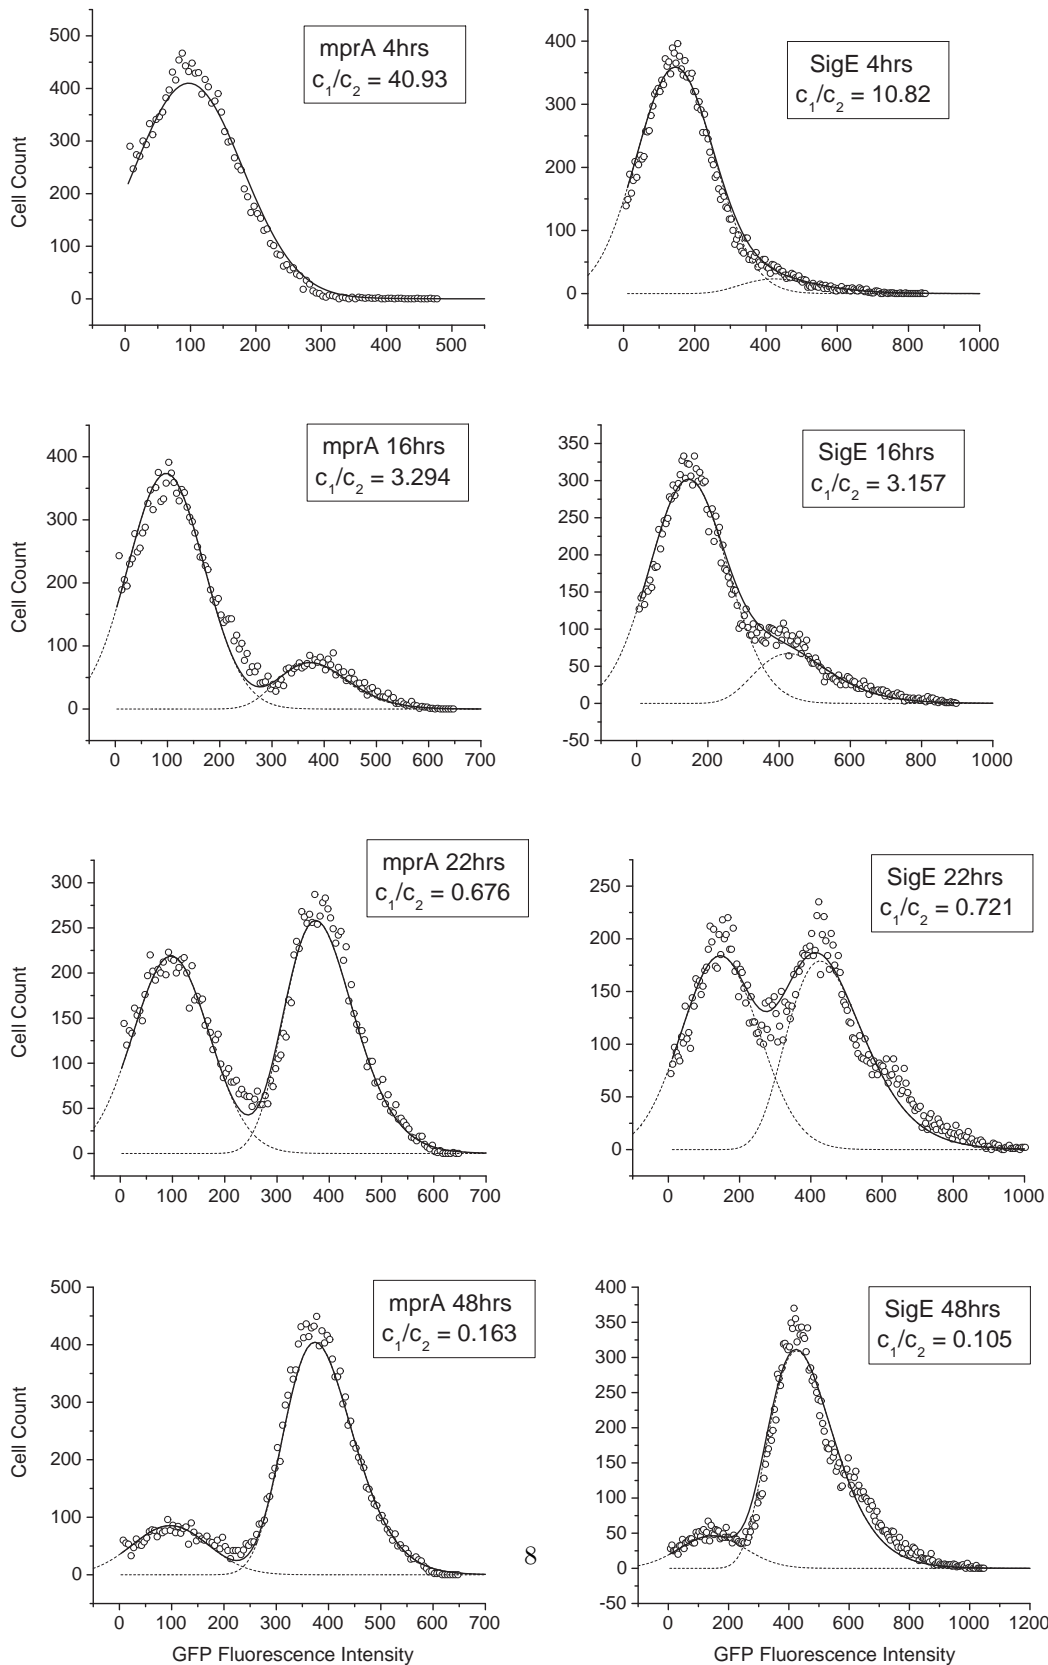 mprA 4hrs
c1/c2 = 40.93
Cell Count
500
400
300
200
100
0
0 100 200 300 400 500
SigE 4hrs
c1/c2 = 10.82
400
300
200
100
0
0 200 400 600 800 1000
mprA 16hrs
c1/c2 = 3.294
Cell Count
400
300
200
100
0
0 100 200 300 400 500 600 700
SigE 16hrs
c1/c2 = 3.157
350
300
250
200
150
100
50
0
-50
0 200 400 600 800 1000
mprA 22hrs
c1/c2 = 0.676
Cell Count
300
250
200
150
100
50
0
0 100 200 300 400 500 600 700
SigE 22hrs
c1/c2 = 0.721
250
200
150
100
50
0
0 200 400 600 800 1000
mprA 48hrs
c1/c2 = 0.163
Cell Count
500
400
300
200
100
0
0 100 200 300 400 500 600 700
GFP Fluorescence Intensity
8
SigE 48hrs
c1/c2 = 0.105
400
350
300
250
200
150
100
50
0
-50
0 200 400 600 800 1000 1200
GFP Fluorescence Intensity